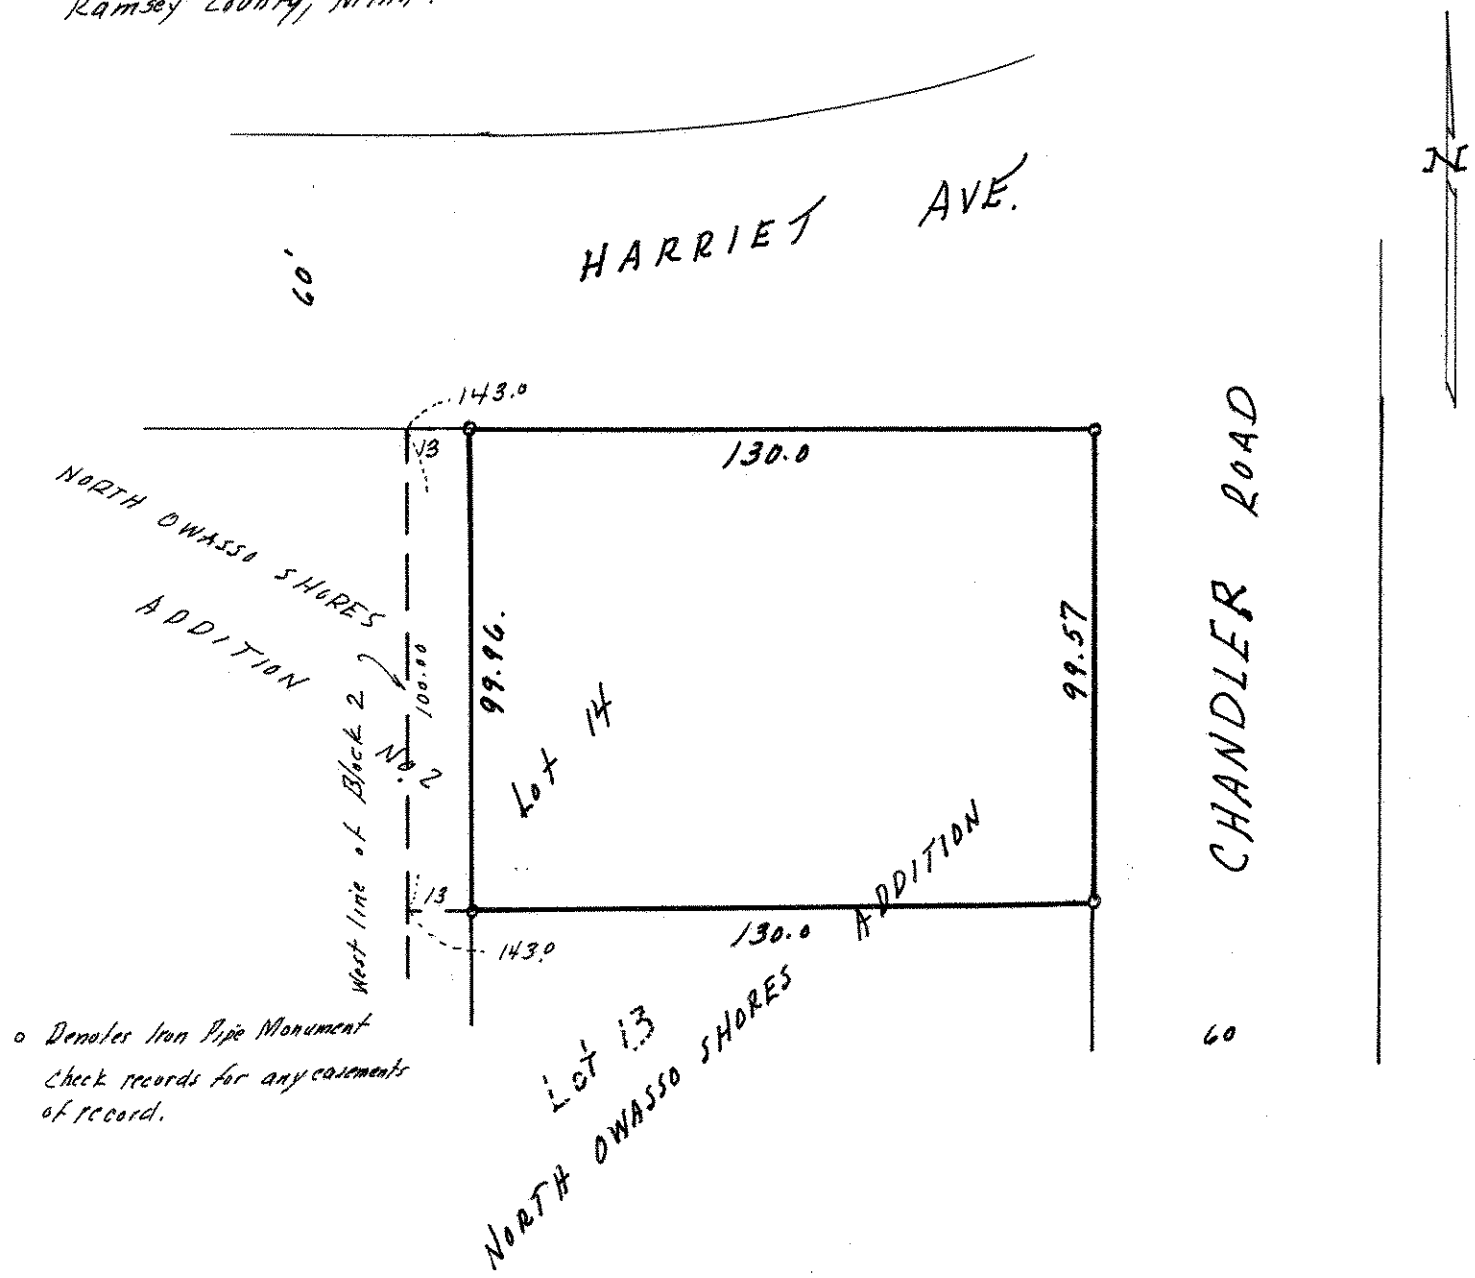 Ramsey County, Minn.
N
HARRIET AVE.
60'
143.0
13
130.0
NORTH OWASSO SHORES
ADDITION
No. 2
West line of Block 2
100.00
99.96.
99.57
CHANDLER ROAD
Lot 14
13
143.0
130.0
60
Lot 13
NORTH OWASSO SHORES ADDITION
o Denotes Iron Pipe Monument
Check records for any easements
of record.